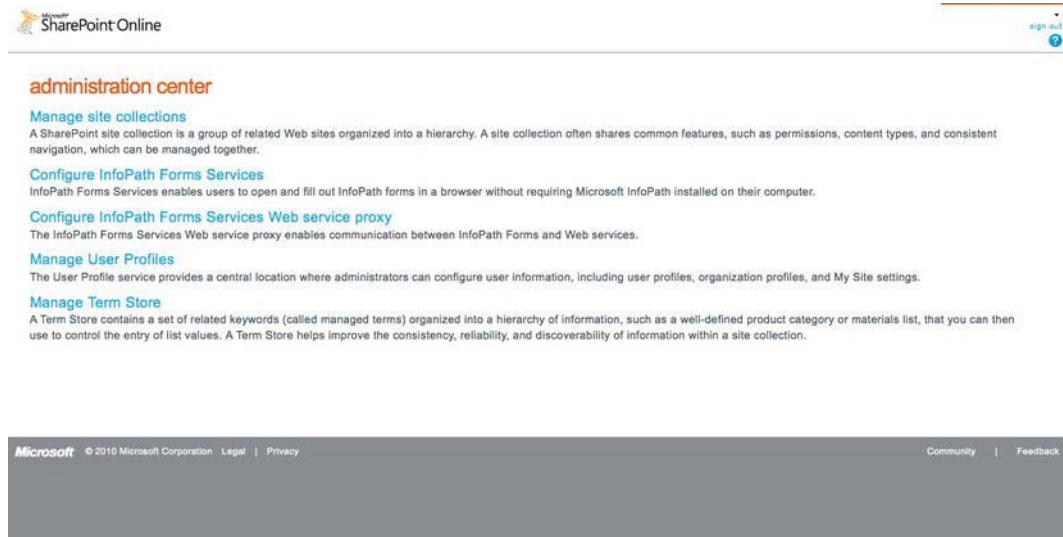 Microsoft
SharePoint Online
sign out
?
administration center
Manage site collections
A SharePoint site collection is a group of related Web sites organized into a hierarchy. A site collection often shares common features, such as permissions, content types, and consistent
navigation, which can be managed together.
Configure InfoPath Forms Services
InfoPath Forms Services enables users to open and fill out InfoPath forms in a browser without requiring Microsoft InfoPath installed on their computer.
Configure InfoPath Forms Services Web service proxy
The InfoPath Forms Services Web service proxy enables communication between InfoPath Forms and Web services.
Manage User Profiles
The User Profile service provides a central location where administrators can configure user information, including user profiles, organization profiles, and My Site settings.
Manage Term Store
A Term Store contains a set of related keywords (called managed terms) organized into a hierarchy of information, such as a well-defined product category or materials list, that you can then
use to control the entry of list values. A Term Store helps improve the consistency, reliability, and discoverability of information within a site collection.
Microsoft © 2010 Microsoft Corporation Legal | Privacy Community | Feedback